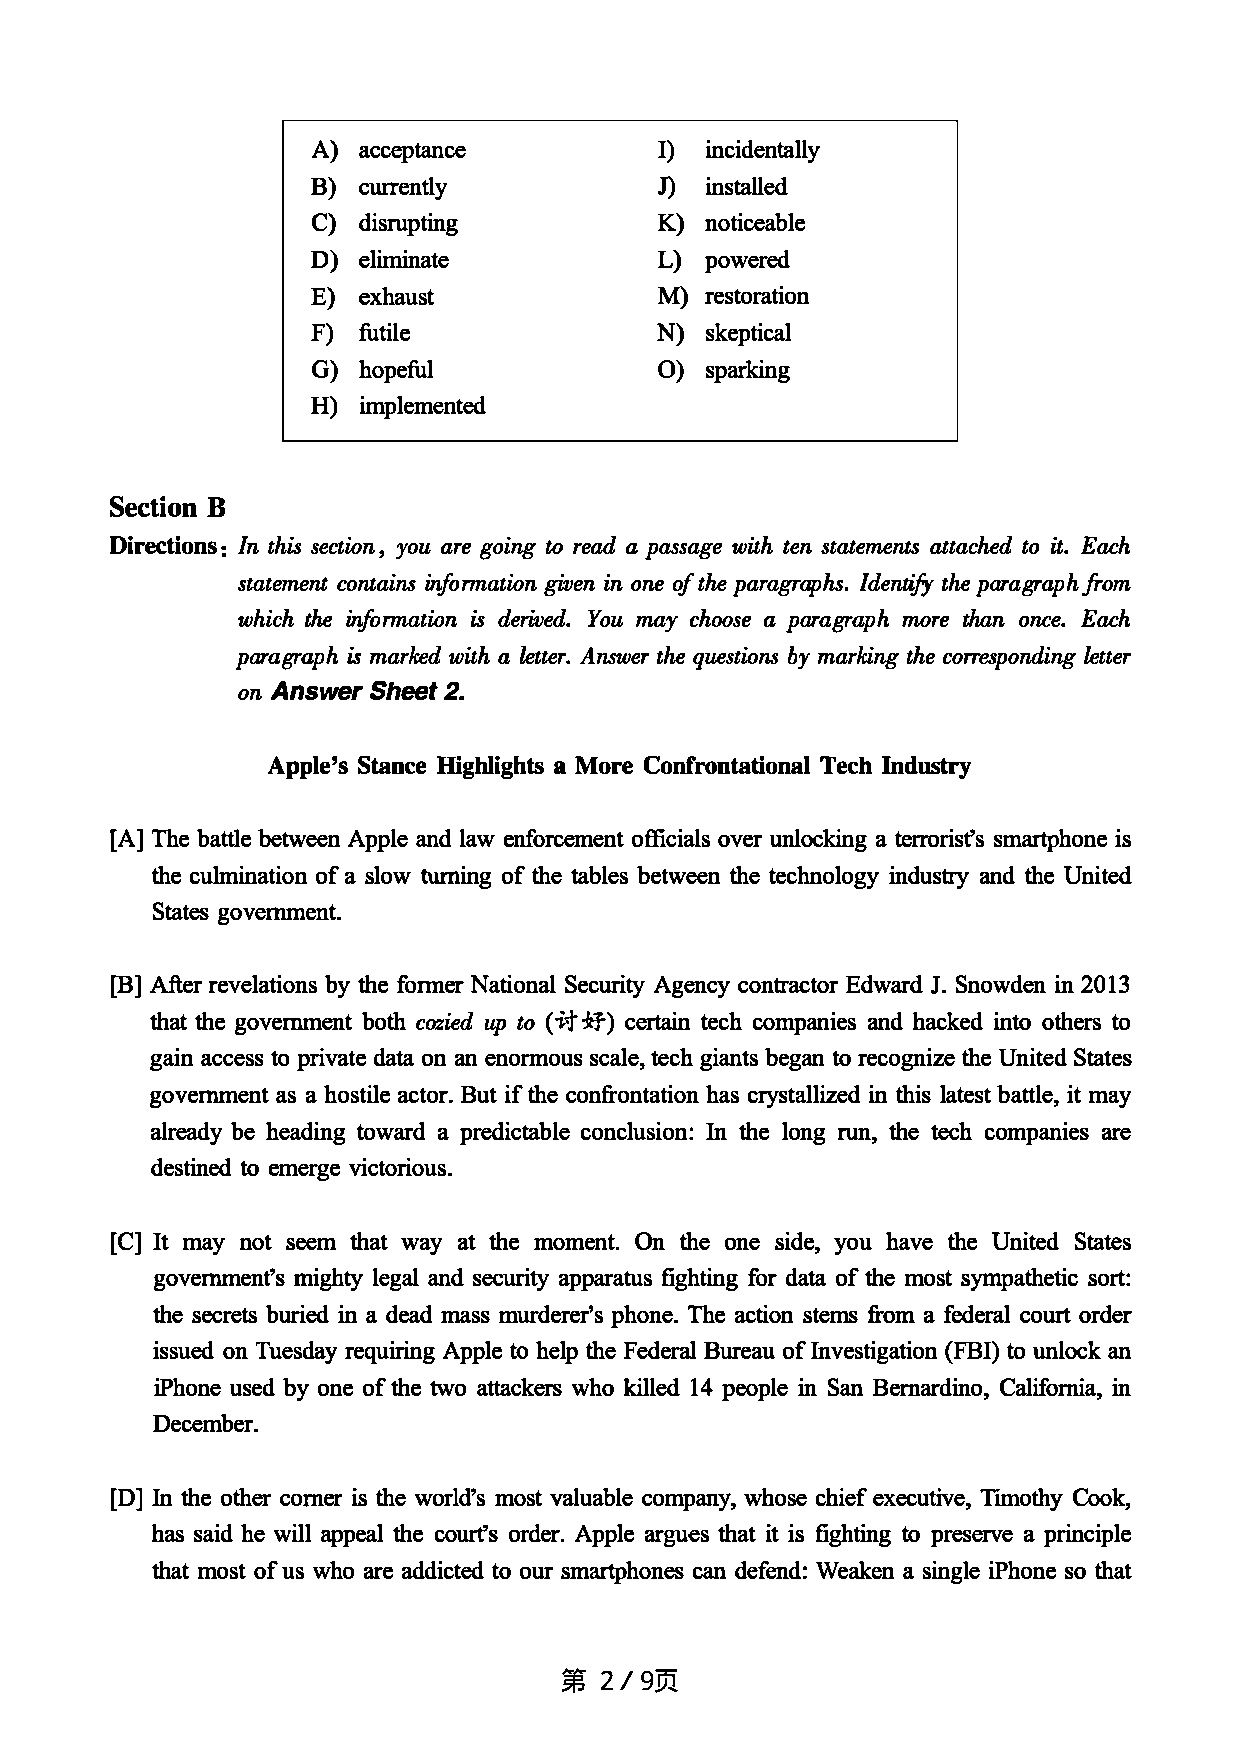 A) acceptance
B) currently
C) disrupting
D) eliminate
E) exhaust
F) futile
G) hopeful
H) implemented
I) incidentally
J) installed
K) noticeable
L) powered
M) restoration
N) skeptical
O) sparking
Section B
Directions: In this section, you are going to read a passage with ten statements attached to it. Each
statement contains information given in one of the paragraphs. Identify the paragraph from
which the information is derived. You may choose a paragraph more than once. Each
paragraph is marked with a letter. Answer the questions by marking the corresponding letter
on Answer Sheet 2.
Apple's Stance Highlights a More Confrontational Tech Industry
[A] The battle between Apple and law enforcement officials over unlocking a terrorist's smartphone is
the culmination of a slow turning of the tables between the technology industry and the United
States government.
[B] After revelations by the former National Security Agency contractor Edward J. Snowden in 2013
that the government both cozied up to (讨好) certain tech companies and hacked into others to
gain access to private data on an enormous scale, tech giants began to recognize the United States
government as a hostile actor. But if the confrontation has crystallized in this latest battle, it may
already be heading toward a predictable conclusion: In the long run, the tech companies are
destined to emerge victorious.
[C] It may not seem that way at the moment. On the one side, you have the United States
government's mighty legal and security apparatus fighting for data of the most sympathetic sort:
the secrets buried in a dead mass murderer's phone. The action stems from a federal court order
issued on Tuesday requiring Apple to help the Federal Bureau of Investigation (FBI) to unlock an
iPhone used by one of the two attackers who killed 14 people in San Bernardino, California, in
December.
[D] In the other corner is the world's most valuable company, whose chief executive, Timothy Cook,
has said he will appeal the court's order. Apple argues that it is fighting to preserve a principle
that most of us who are addicted to our smartphones can defend: Weaken a single iPhone so that
第 2 / 9页